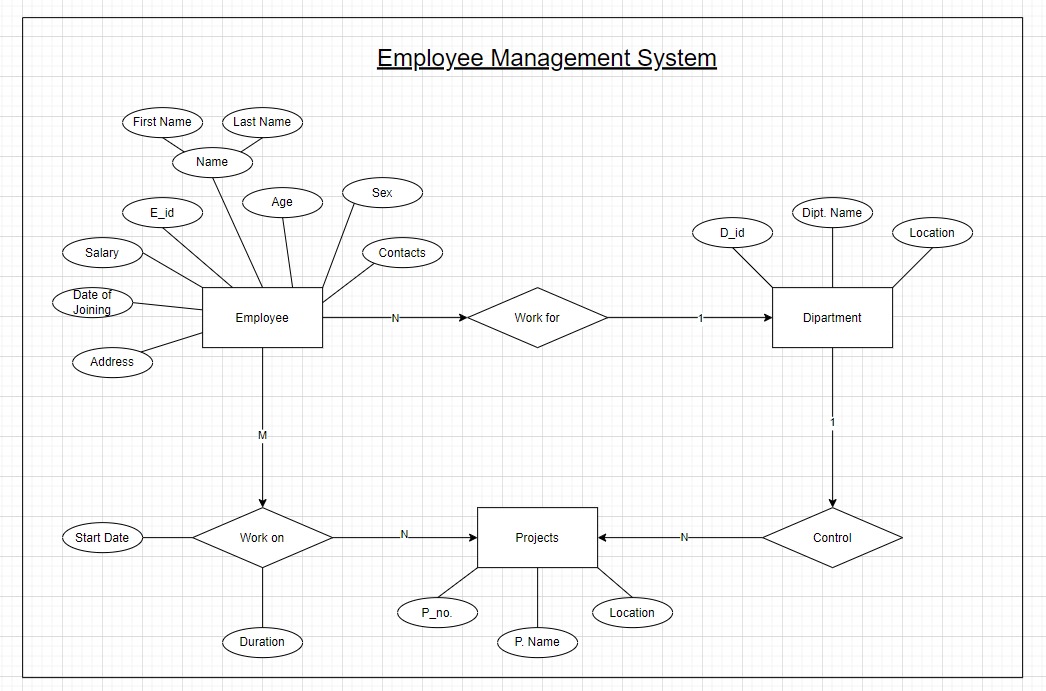 Employee Management System
First Name
Last Name
Name
Sex
Age
E_id
Dipt. Name
D_id
Location
Salary
Contacts
Date of
Joining
Employee
N
Work for
1
Dipartment
Address
M
1
Start Date
Work on
N
Projects
N
Control
P_no.
Location
Duration
P. Name